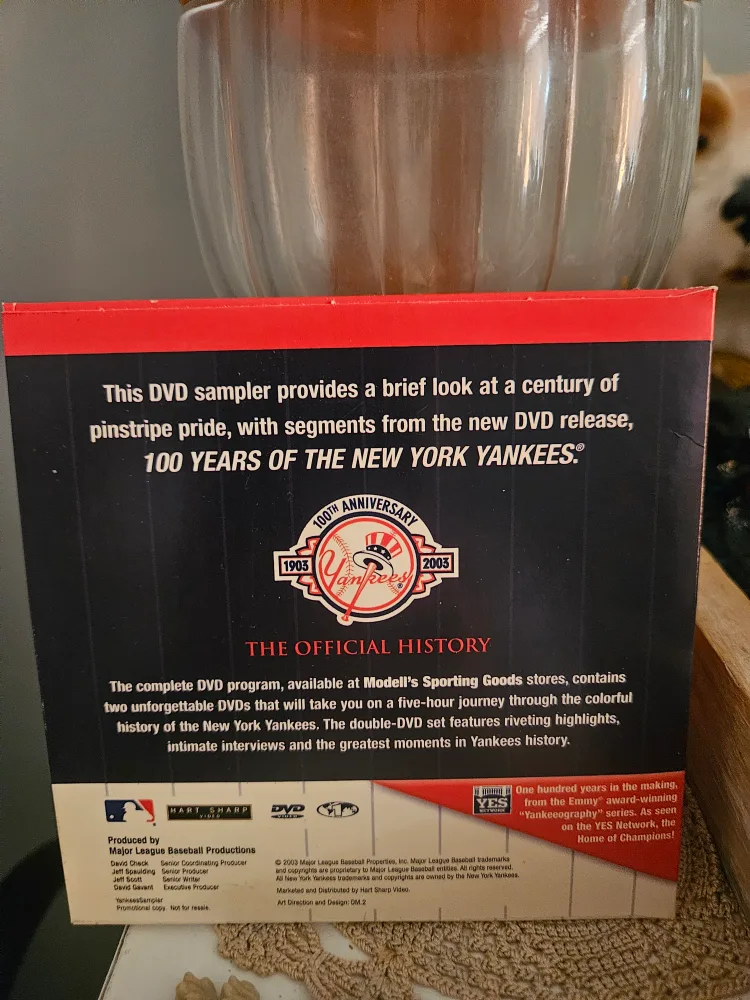 This DVD sampler provides a brief look at a century of
pinstripe pride, with segments from the new DVD release,
100 YEARS OF THE NEW YORK YANKEES.®
100TH ANNIVERSARY
1903
Yankees®
2003
THE OFFICIAL HISTORY
The complete DVD program, available at Modell's Sporting Goods stores, contains
two unforgettable DVDs that will take you on a five-hour journey through the colorful
history of the New York Yankees. The double-DVD set features riveting highlights,
intimate interviews and the greatest moments in Yankees history.
HART SHARP
VIDEO
DVD
VIDEO
YES
NETWORK
One hundred years in the making,
from the Emmy® award-winning
"Yankeeography" series. As seen
on the YES Network, the
Home of Champions!
Produced by
Major League Baseball Productions
David Check Senior Coordinating Producer
Jeff Spaulding Senior Producer
Jeff Scott Senior Writer
David Gavant Executive Producer
YankeesSampler
Promotional copy. Not for resale.
© 2003 Major League Baseball Properties, Inc. Major League Baseball trademarks
and copyrights are proprietary to Major League Baseball entities. All rights reserved.
All New York Yankees trademarks and copyrights are owned by the New York Yankees.
Marketed and Distributed by Hart Sharp Video.
Art Direction and Design: GM.2